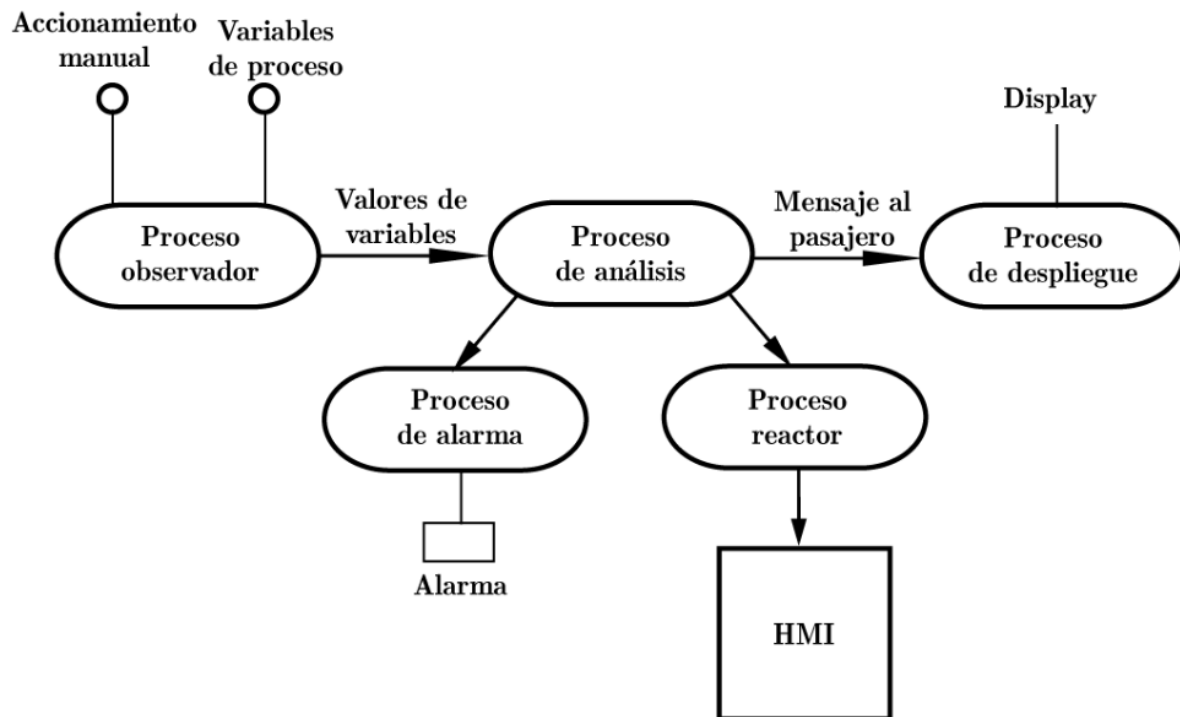 Accionamiento
manual
Variables
de proceso
Display
Valores de
variables
Mensaje al
pasajero
Proceso
observador
Proceso
de análisis
Proceso
de despliegue
Proceso
de alarma
Proceso
reactor
Alarma
HMI